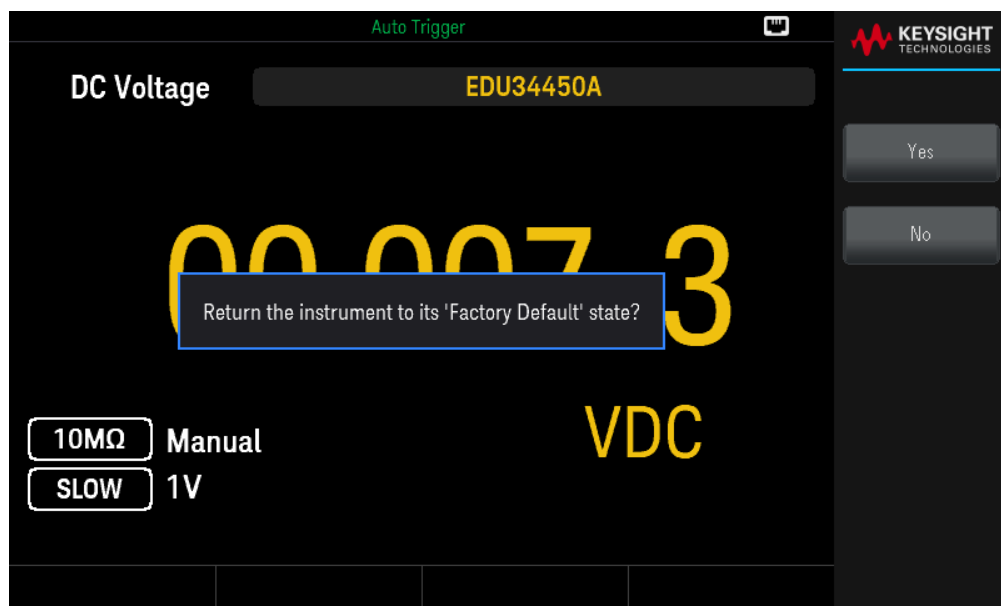 Auto Trigger
KEYSIGHT
TECHNOLOGIES
DC Voltage
EDU34450A
Yes
No
Return the instrument to its 'Factory Default' state?
VDC
10MΩ Manual
SLOW 1V